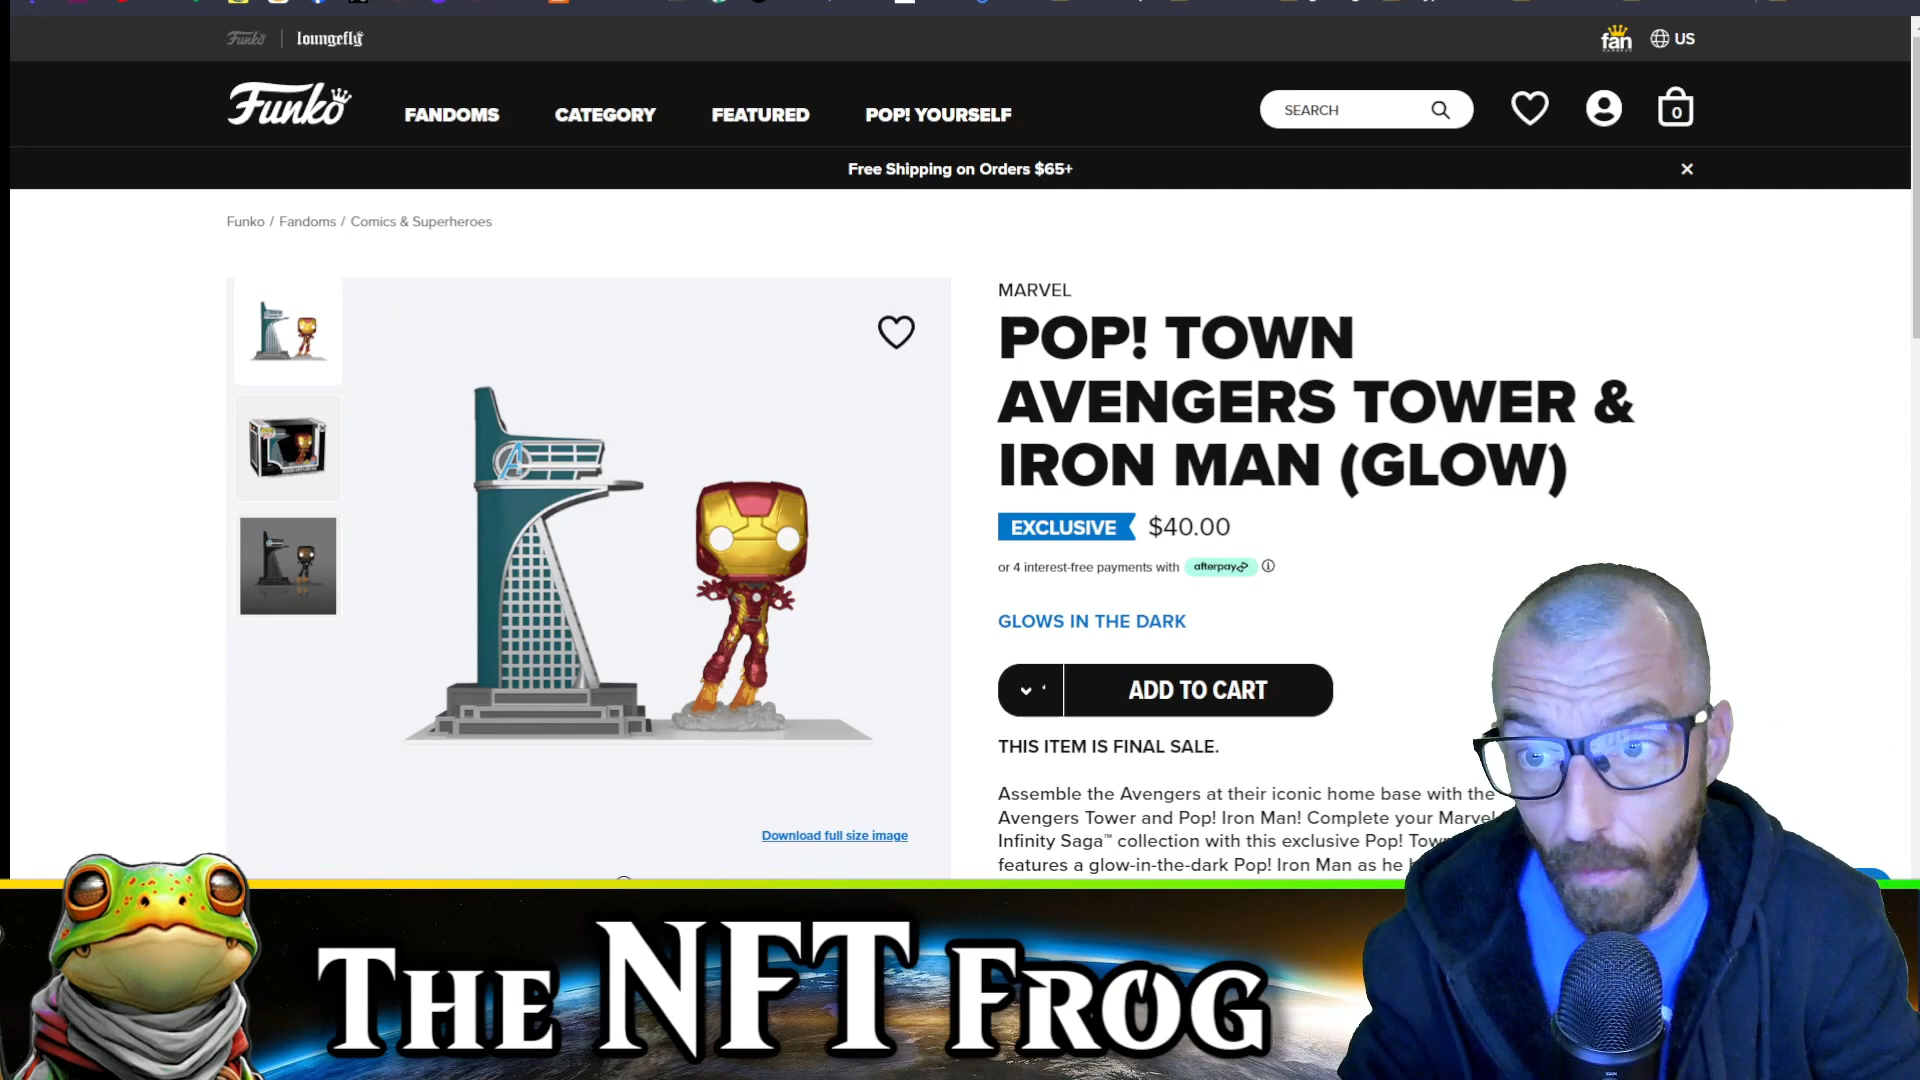 Funko
loungefly
fan
US
Funko
FANDOMS
CATEGORY
FEATURED
POP! YOURSELF
SEARCH
0
Free Shipping on Orders $65+
Funko / Fandoms / Comics & Superheroes
MARVEL
POP! TOWN
AVENGERS TOWER &
IRON MAN (GLOW)
EXCLUSIVE $40.00
or 4 interest-free payments with afterpay
GLOWS IN THE DARK
ADD TO CART
THIS ITEM IS FINAL SALE.
Assemble the Avengers at their iconic home base with the
Avengers Tower and Pop! Iron Man! Complete your Marvel
Infinity Saga™ collection with this exclusive Pop! Town
features a glow-in-the-dark Pop! Iron Man as he
Download full size image
THE NFT FROG